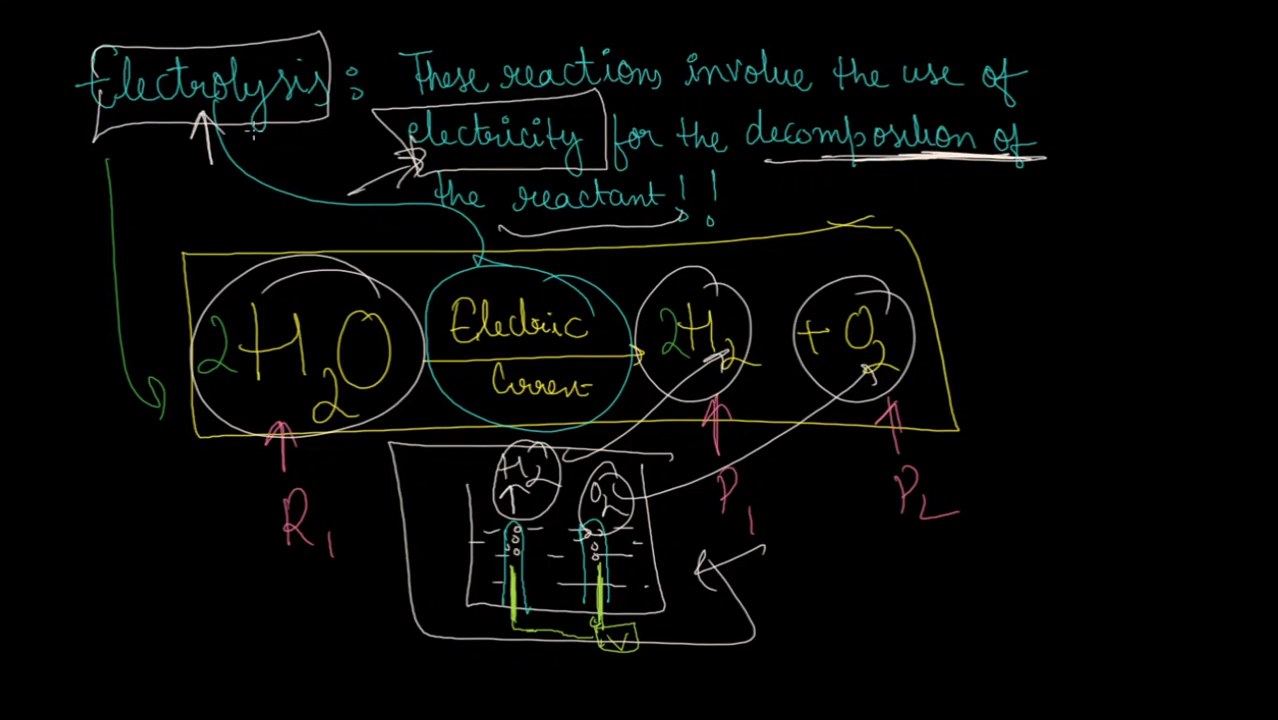 Electrolysis : These reactions involve the use of
electricity for the decomposition of
the reactant!!
2H2O Electric Current 2H2 + O2
R1 P1 P2
H2 O2
V